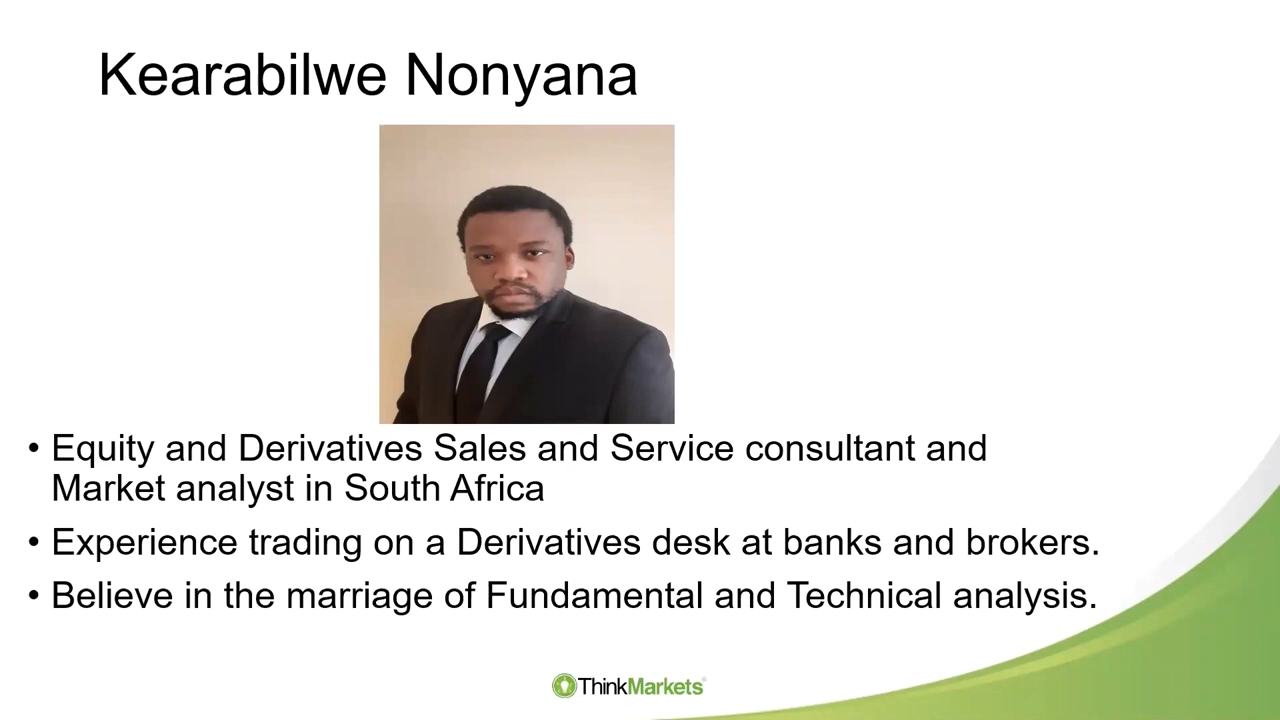 Kearabilwe Nonyana
• Equity and Derivatives Sales and Service consultant and
Market analyst in South Africa
• Experience trading on a Derivatives desk at banks and brokers.
• Believe in the marriage of Fundamental and Technical analysis.
ThinkMarkets